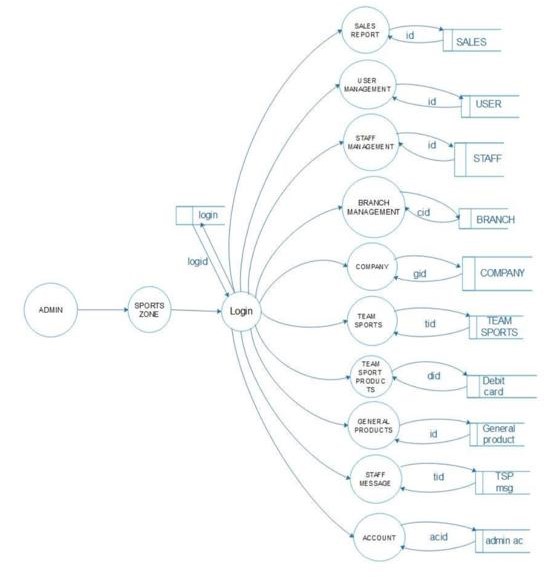 SALES
REPORT
id
SALES
USER
MANAGEMENT
id
USER
STAFF
MANAGEMENT
id
STAFF
BRANCH
MANAGEMENT
cid
BRANCH
login
logid
COMPANY
gid
COMPANY
ADMIN
SPORTS
ZONE
Login
TEAM
SPORTS
tid
TEAM
SPORTS
TEAM
SPORT
PRODUC
TS
did
Debit
card
GENERAL
PRODUCTS
id
General
product
STAFF
MESSAGE
tid
TSP
msg
ACCOUNT
acid
admin ac